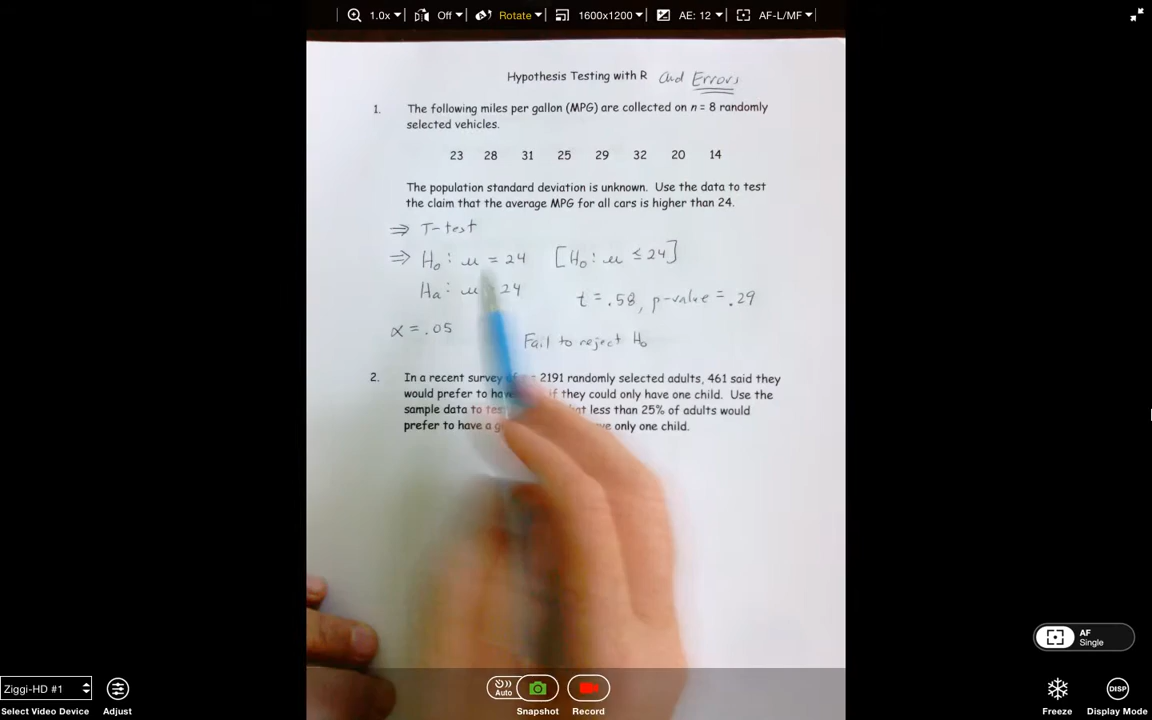 1.0x Off Rotate 1600x1200 AE: 12 AF-L/MF
Hypothesis Testing with R and Errors
1. The following miles per gallon (MPG) are collected on n = 8 randomly
selected vehicles.
23 28 31 25 29 32 20 14
The population standard deviation is unknown. Use the data to test
the claim that the average MPG for all cars is higher than 24.
⇒ T-test
⇒ H₀: μ = 24 [H₀: μ ≤ 24]
Ha: μ 24
t = .58, p-value = .29
α = .05
Fail to reject H₀
2. In a recent survey 2191 randomly selected adults, 461 said they
would prefer to have if they could only have one child. Use the
sample data to test that less than 25% of adults would
prefer to have a only one child.
AF
Single
Ziggi-HD #1
Auto
Select Video Device Adjust Snapshot Record Freeze Display Mode
DISP